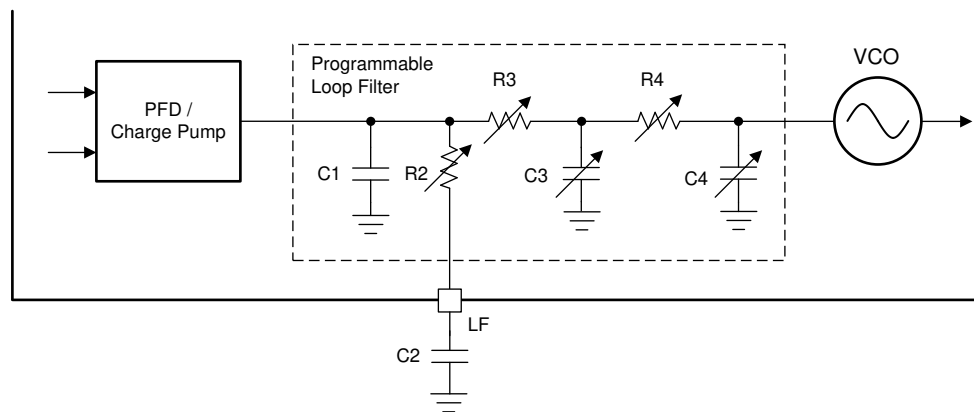 Programmable
Loop Filter
VCO
R3
R4
PFD /
Charge Pump
C1
R2
C3
C4
LF
C2